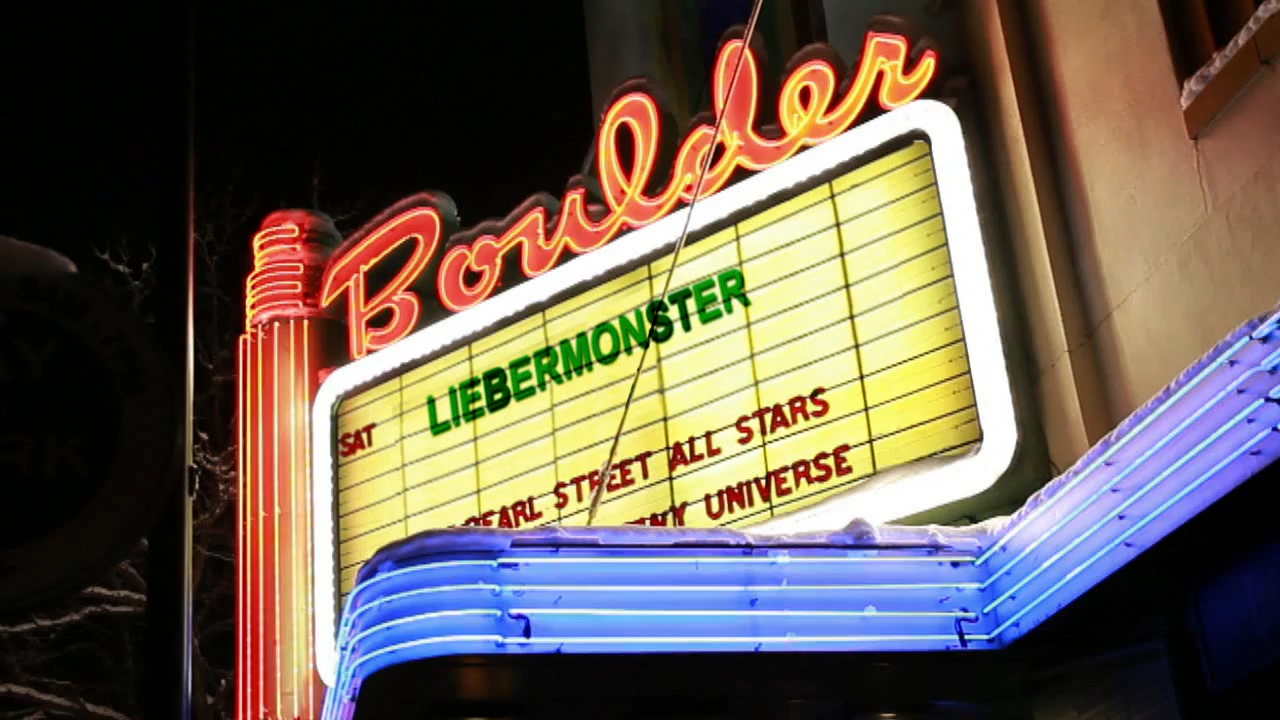 Boulder
LIEBERMONSTER
SAT
PEARL STREET ALL STARS
UNIVERSE